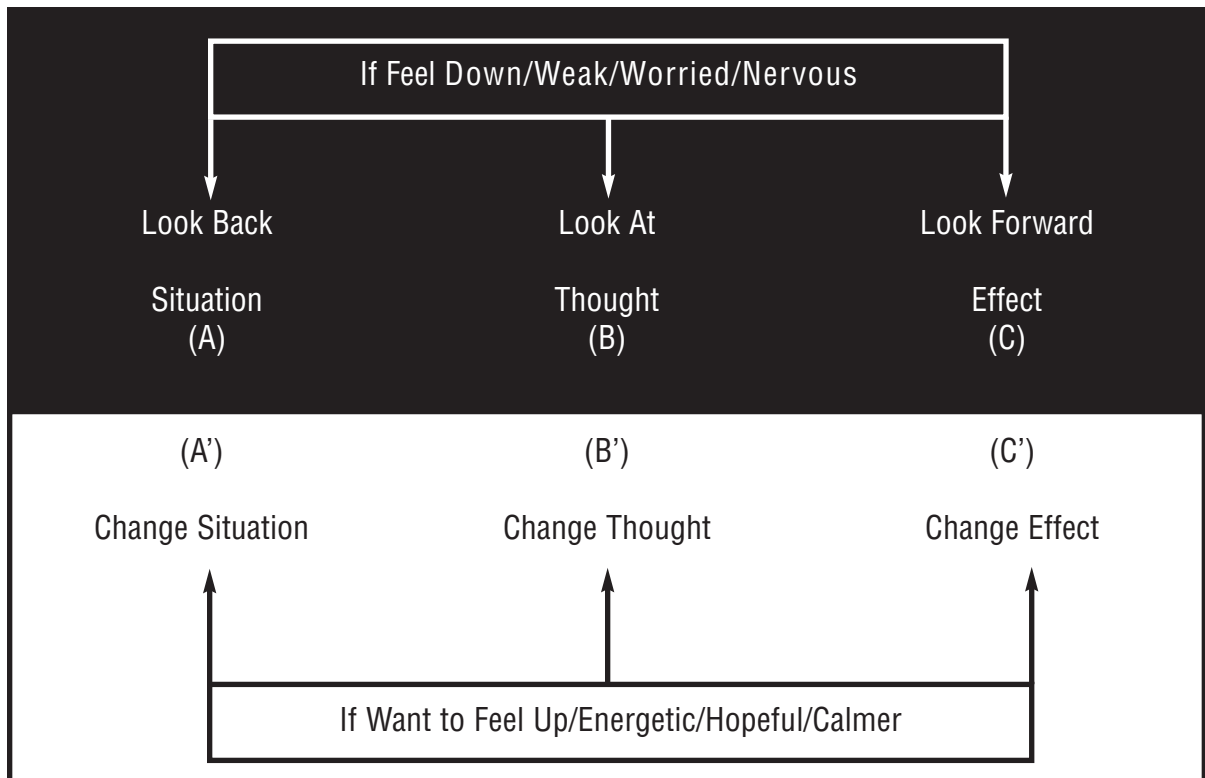 If Feel Down/Weak/Worried/Nervous
Look Back
Look At
Look Forward
Situation
(A)
Thought
(B)
Effect
(C)
(A’)
(B’)
(C’)
Change Situation
Change Thought
Change Effect
If Want to Feel Up/Energetic/Hopeful/Calmer